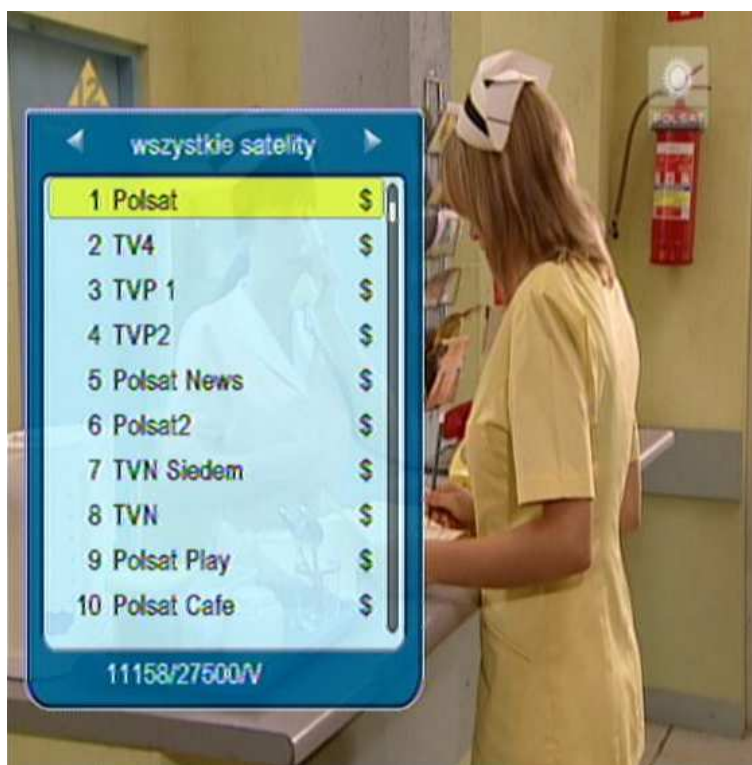 wszystkie satelity
1 Polsat $
2 TV4 $
3 TVP 1 $
4 TVP2 $
5 Polsat News $
6 Polsat2 $
7 TVN Siedem $
8 TVN $
9 Polsat Play $
10 Polsat Cafe $
11158/27500/V
POLSAT